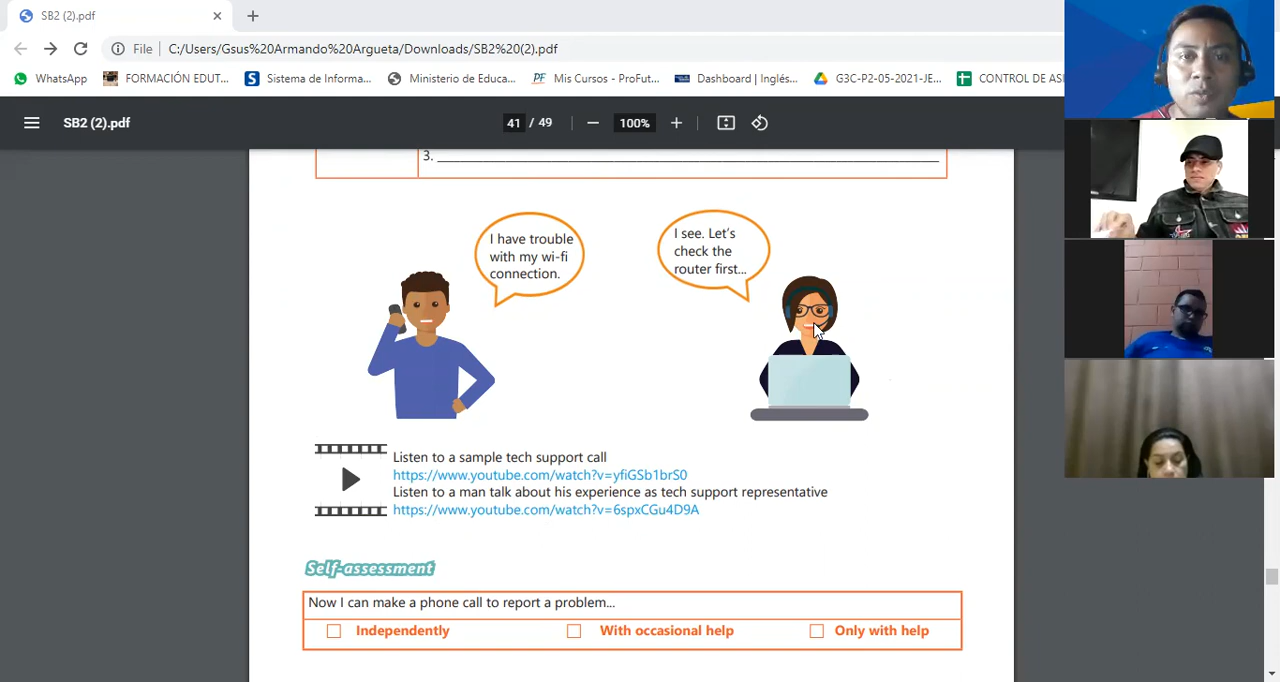 SB2 (2).pdf
File
C:/Users/Gsus%20Armando%20Argueta/Downloads/SB2%20(2).pdf
WhatsApp
FORMACIÓN EDUT...
S
Sistema de Informa...
Ministerio de Educa...
PF
Mis Cursos - ProFut...
Dashboard | Inglés...
G3C-P2-05-2021-JE...
CONTROL DE ASI
SB2 (2).pdf
41 / 49
100%
3.
I have trouble
with my wi-fi
connection.
I see. Let's
check the
router first...
Listen to a sample tech support call
https://www.youtube.com/watch?v=yfiGSb1brS0
Listen to a man talk about his experience as tech support representative
https://www.youtube.com/watch?v=6spxCGu4D9A
Self-assessment
Now I can make a phone call to report a problem...
Independently
With occasional help
Only with help